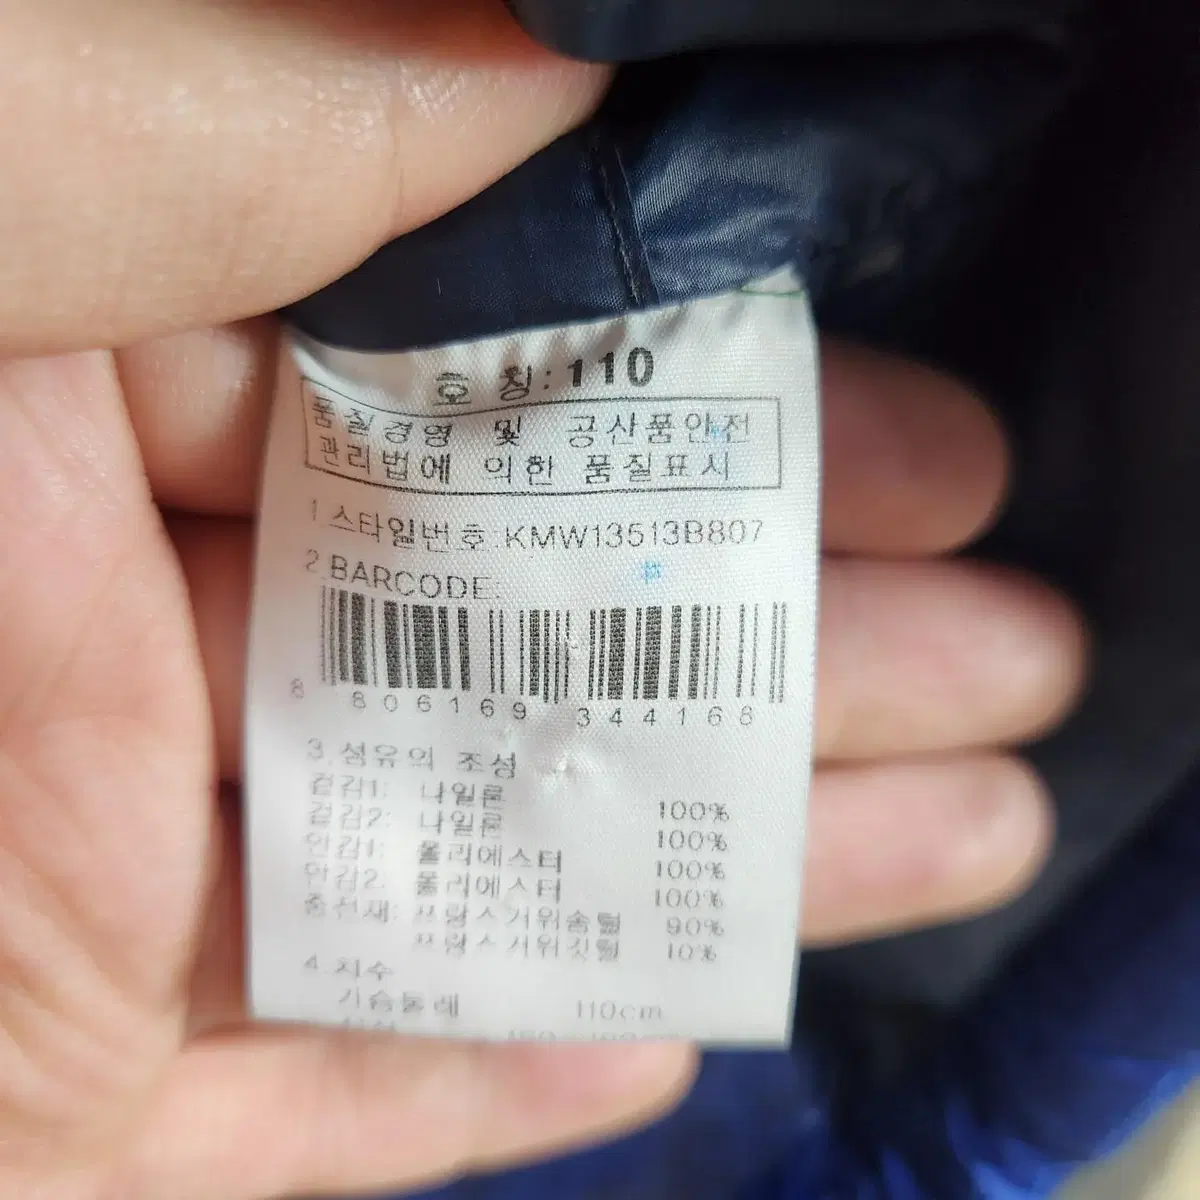 호 칭: 110
품질경영 및 공산품안전
관리법에 의한 품질표시
1.스타일번호:KMW13513B807
2.BARCODE:
8 806169 344168
3.섬유의 조성
겉감1: 나일론 100%
겉감2: 나일론 100%
안감1: 폴리에스터 100%
안감2: 폴리에스터 100%
충전재: 프랑스거위솜털 90%
프랑스거위깃털 10%
4.치수
가슴둘레 110cm